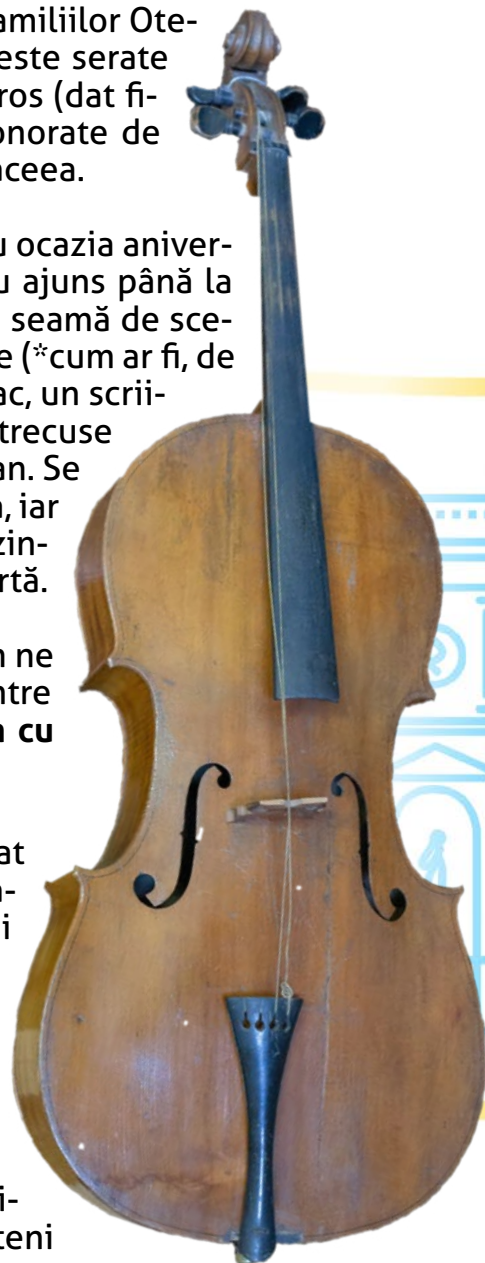 amiliilor Ote-
este serate
ros (dat fi-
onorate de
aceea.
u ocazia aniver-
u ajuns până la
seamă de sce-
e (*cum ar fi, de
ac, un scrii-
trecuse
an. Se
, iar
zin-
rtă.
n ne
ntre
cu
at
i
i-
teni